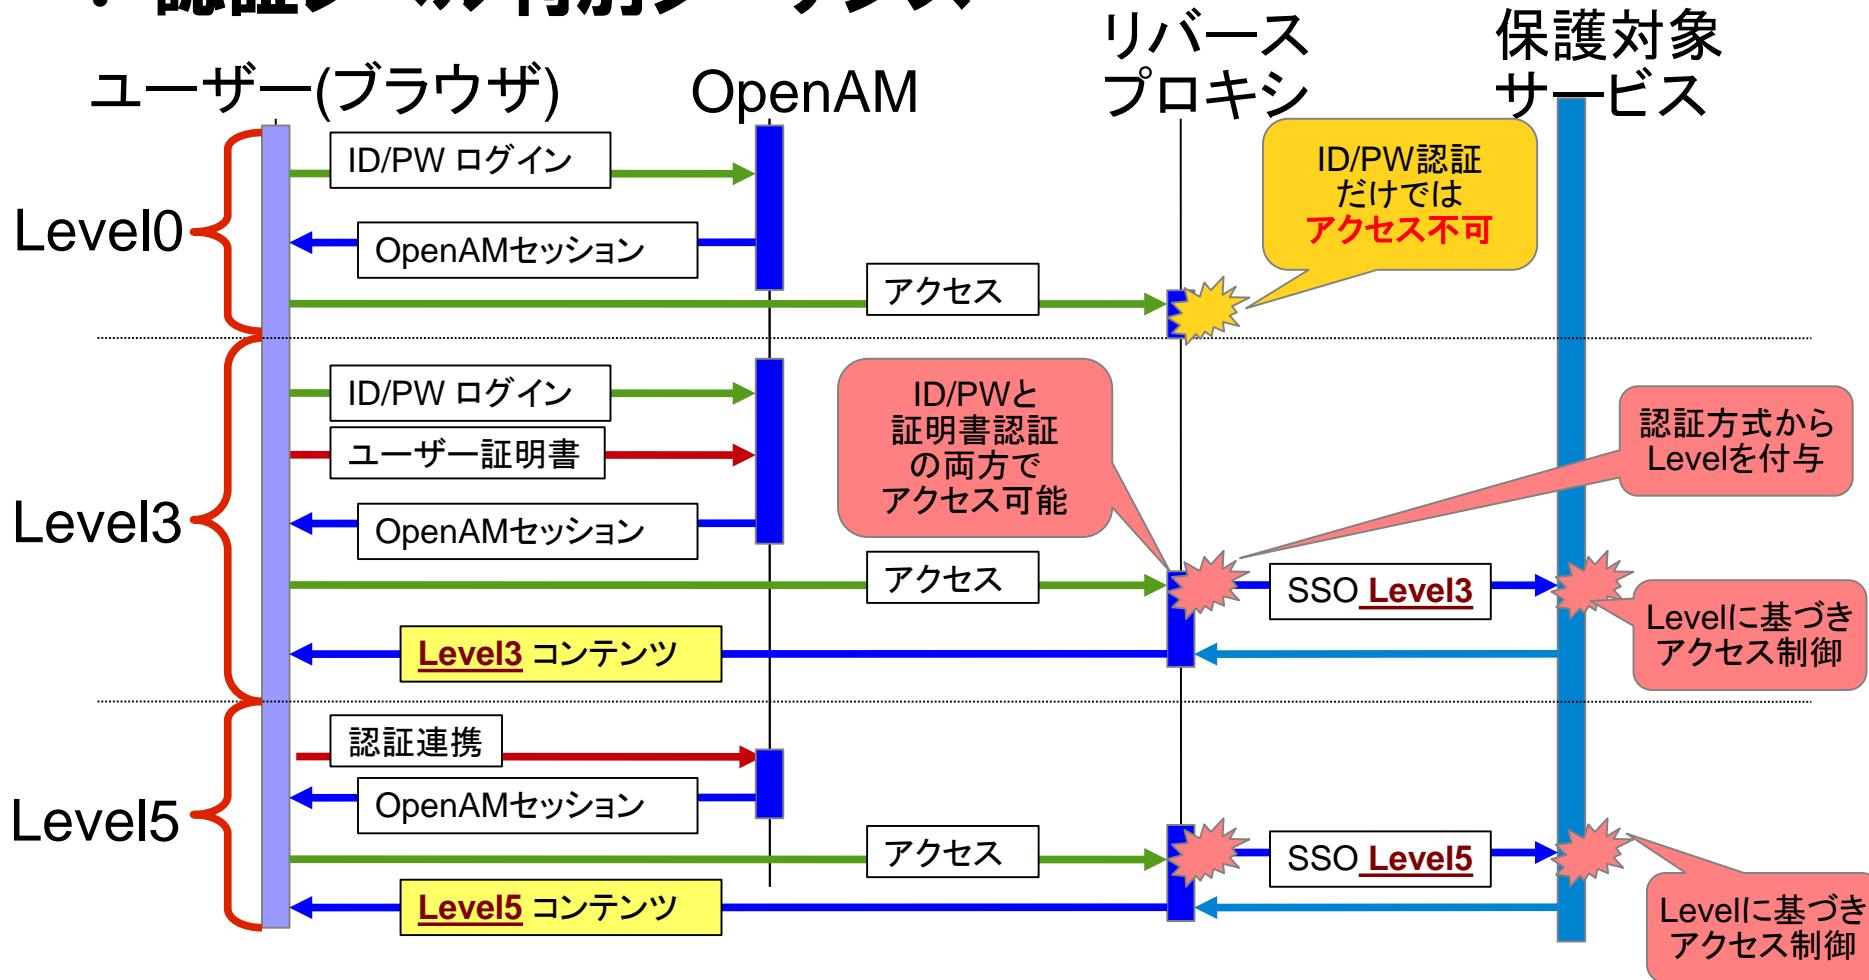 ユーザー(ブラウザ)
OpenAM
リバース
プロキシ
保護対象
サービス
Level0
ID/PW ログイン
OpenAMセッション
アクセス
ID/PW認証
だけでは
アクセス不可
Level3
ID/PW ログイン
ユーザー証明書
OpenAMセッション
アクセス
ID/PWと
証明書認証
の両方で
アクセス可能
認証方式から
Levelを付与
SSO Level3
Levelに基づき
アクセス制御
Level3 コンテンツ
Level5
認証連携
OpenAMセッション
アクセス
SSO Level5
Level5 コンテンツ
Levelに基づき
アクセス制御